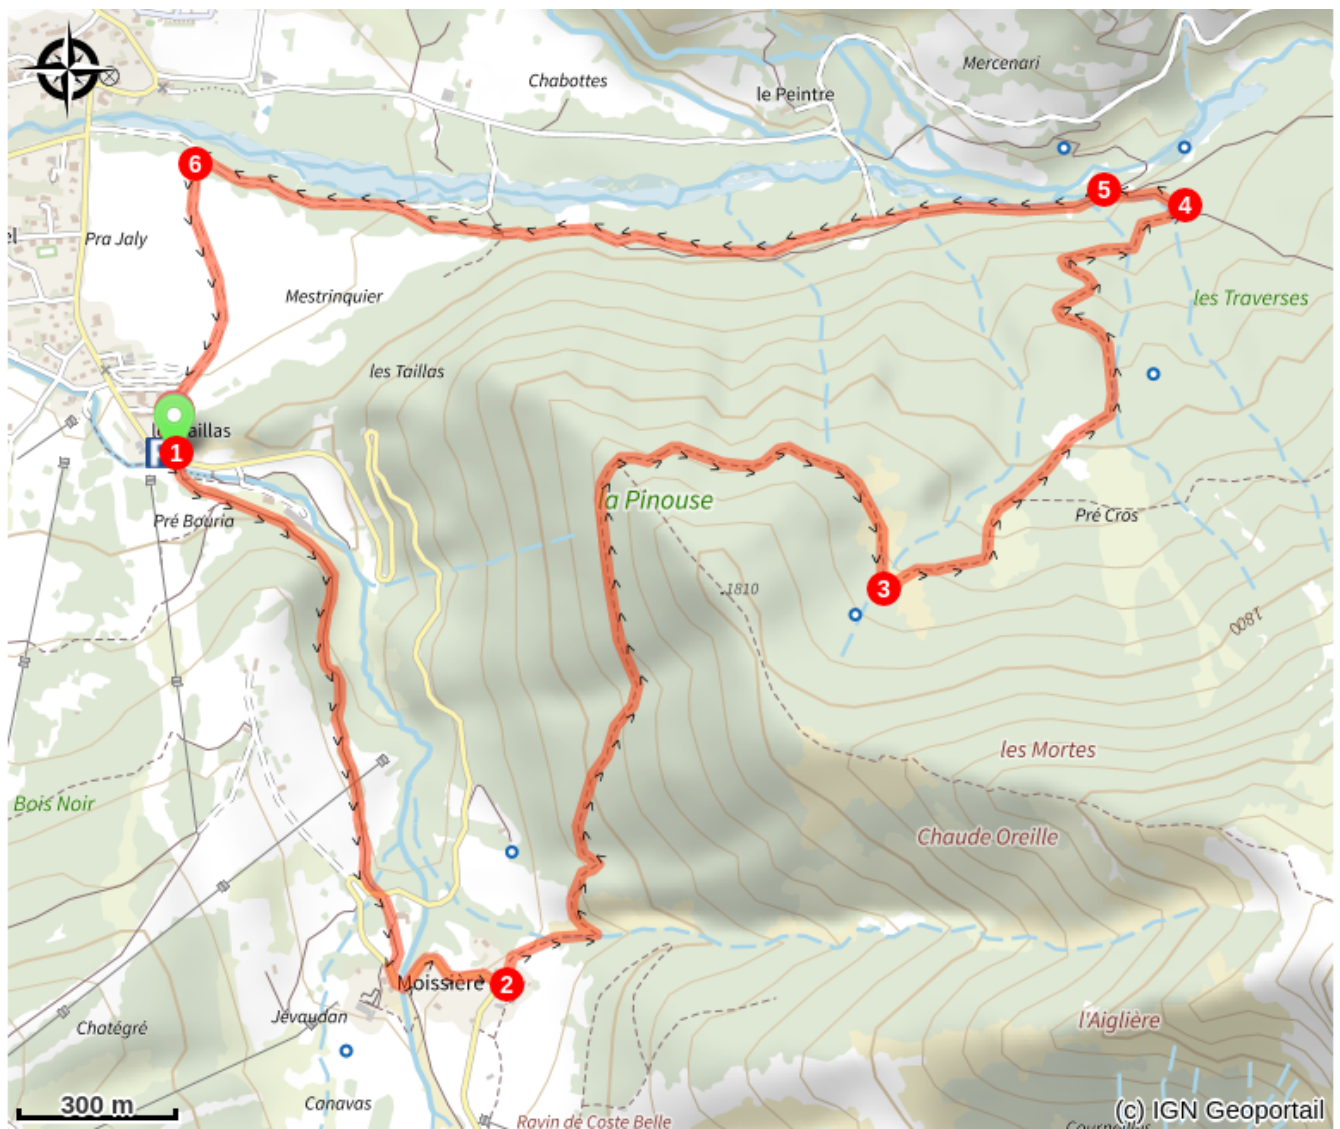 Mercenari
Chabottes
le Peintre
6
5
4
el
Pra Jaly
Mestrinquier
les Traverses
les Taillas
aillas
1
Pré Bouria
la Pinouse
Pré Cros
1810
3
1800
les Mortes
Bois Noir
Chaude Oreille
Moissière
2
Jévaudan
Chatégré
l'Aiglière
300 m
Canavas
Ravin de Coste Belle
(c) IGN Geoportail